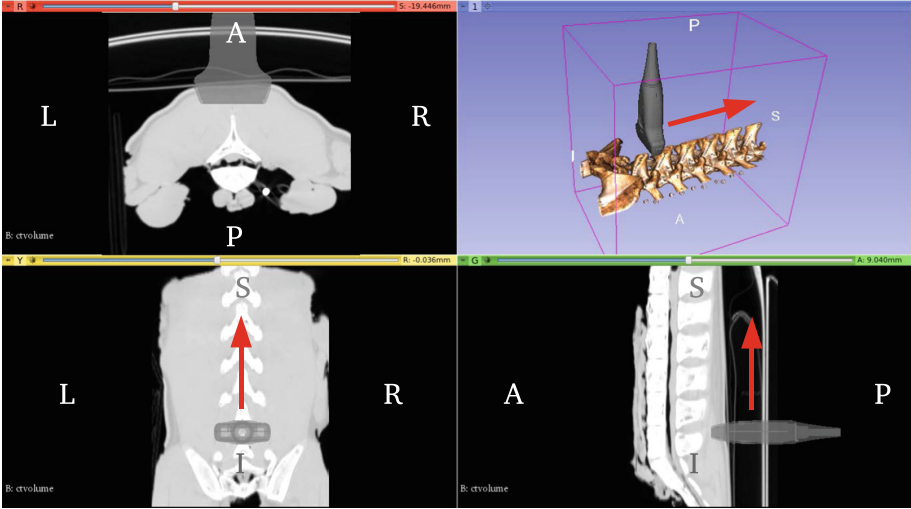 R
S: -19.446mm
1
A
L
R
P
B: ctvolume
P
S
I
A
Y
R: -0.036mm
G
A: 9.040mm
S
L
R
I
B: ctvolume
S
A
P
I
B: ctvolume